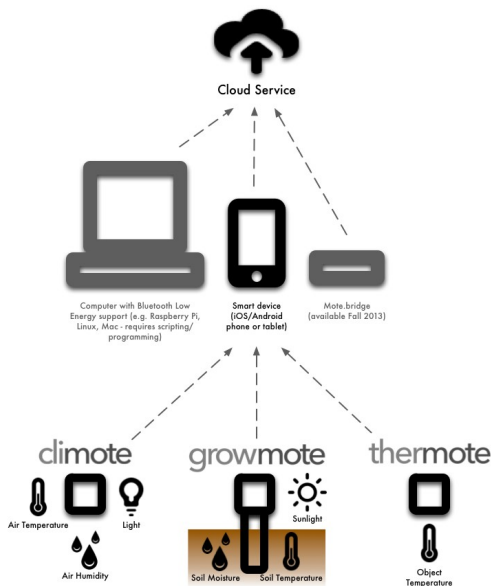 Cloud Service
Computer with Bluetooth Low
Energy support (e.g. Raspberry Pi,
Linux, Mac - requires scripting/
programming)
Smart device
(iOS/Android
phone or tablet)
Mote.bridge
(available Fall 2013)
climote
Air Temperature
Light
Air Humidity
growmote
Sunlight
Soil Moisture
Soil Temperature
thermote
Object
Temperature